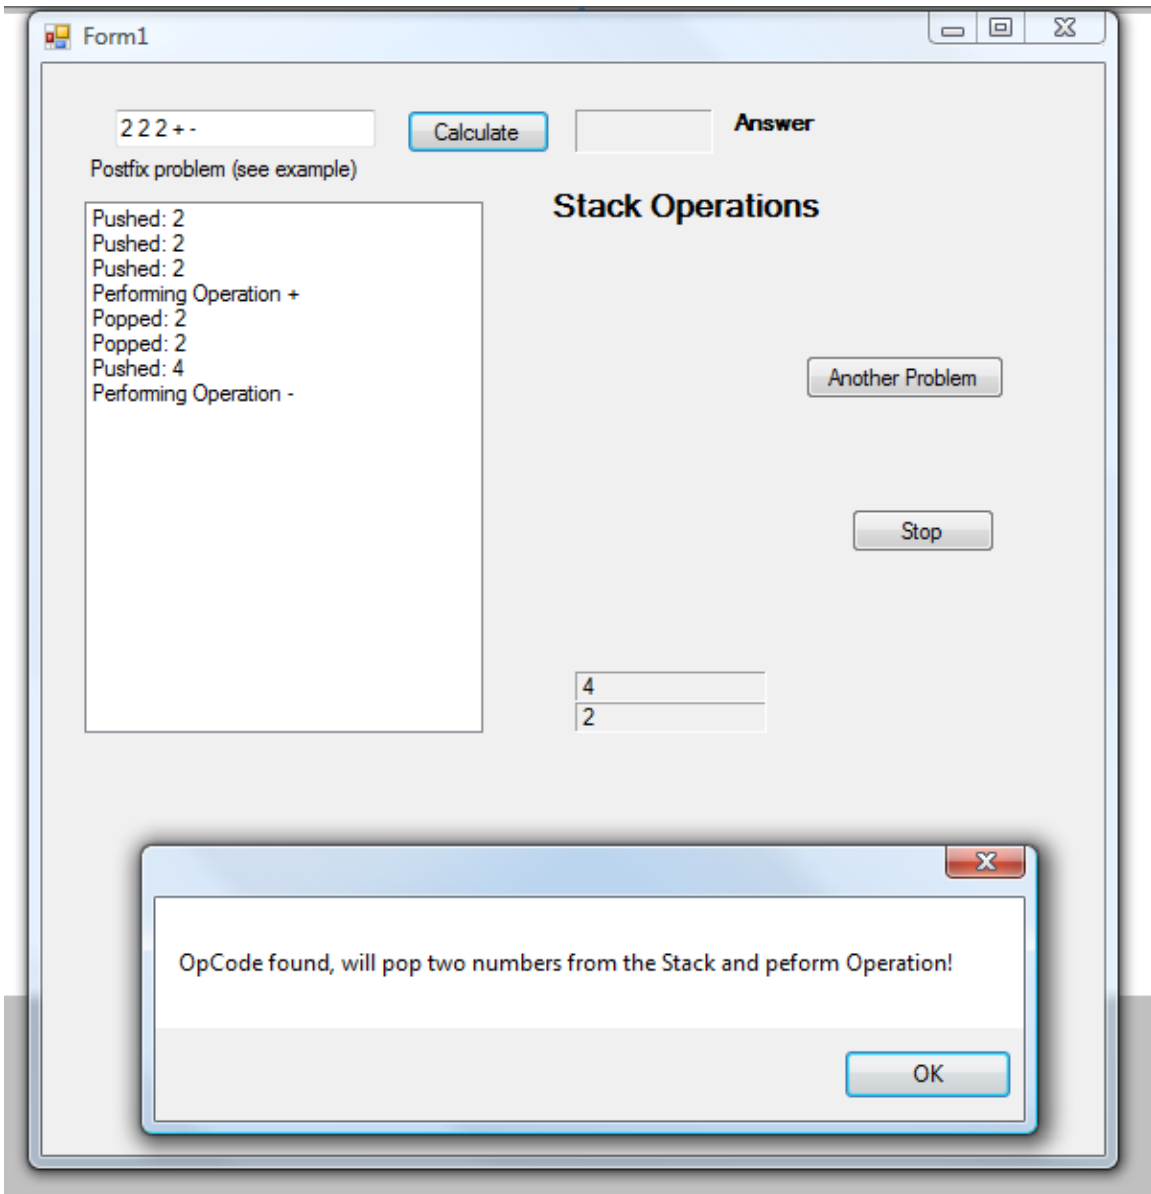 Form1
2 2 2 + -
Calculate
Answer
Postfix problem (see example)
Stack Operations
Pushed: 2
Pushed: 2
Pushed: 2
Performing Operation +
Popped: 2
Popped: 2
Pushed: 4
Performing Operation -
Another Problem
Stop
4
2
OpCode found, will pop two numbers from the Stack and peform Operation!
OK